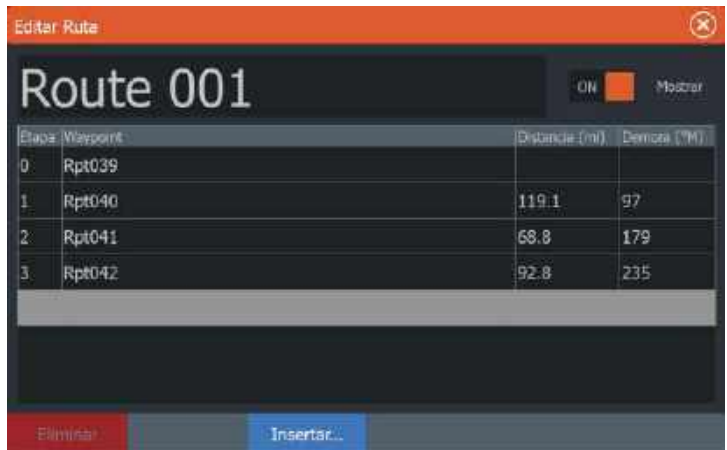 Editar Ruta
Route 001
ON Mostrar
Etapa Waypoint Distancia (mi) Demora (°M)
0 Rpt039
1 Rpt040 119.1 97
2 Rpt041 68.8 179
3 Rpt042 92.8 235
Eliminar Insertar...